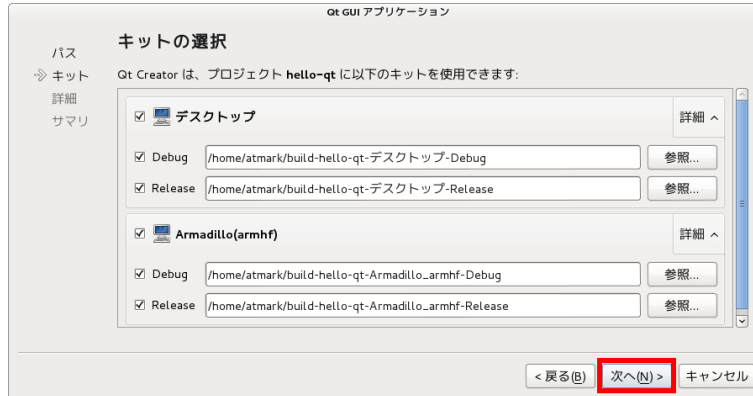 Qt GUI アプリケーション
パス
キット
詳細
サマリ
キットの選択
Qt Creator は、プロジェクト hello-qt に以下のキットを使用できます:
デスクトップ 詳細
Debug /home/atmark/build-hello-qt-デスクトップ-Debug 参照...
Release /home/atmark/build-hello-qt-デスクトップ-Release 参照...
Armadillo(armhf) 詳細
Debug /home/atmark/build-hello-qt-Armadillo_armhf-Debug 参照...
Release /home/atmark/build-hello-qt-Armadillo_armhf-Release 参照...
< 戻る(B) 次へ(N) > キャンセル